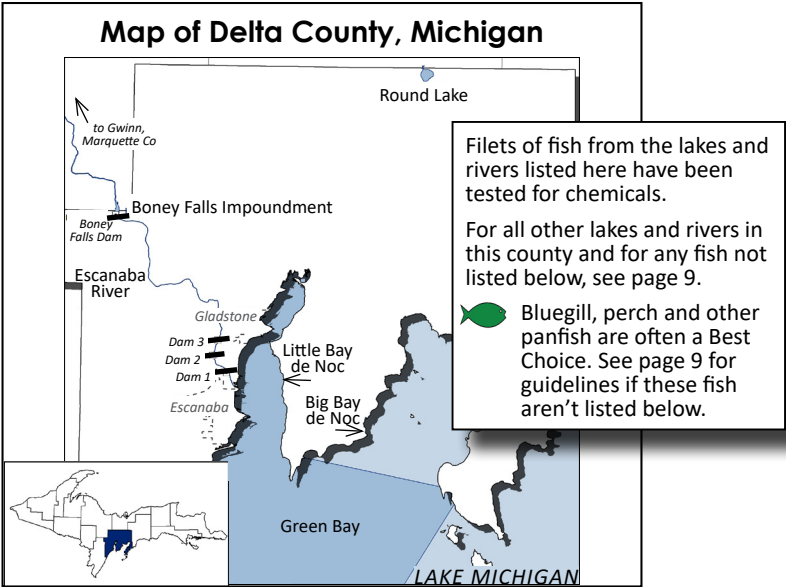 Map of Delta County, Michigan
Round Lake
to Gwinn,
Marquette Co
Filets of fish from the lakes and
rivers listed here have been
tested for chemicals.
For all other lakes and rivers in
this county and for any fish not
listed below, see page 9.
Bluegill, perch and other
panfish are often a Best
Choice. See page 9 for
guidelines if these fish
aren't listed below.
Boney Falls Impoundment
Boney
Falls Dam
Escanaba
River
Gladstone
Dam 3
Dam 2
Dam 1
Little Bay
de Noc
Big Bay
de Noc
Escanaba
Green Bay
LAKE MICHIGAN